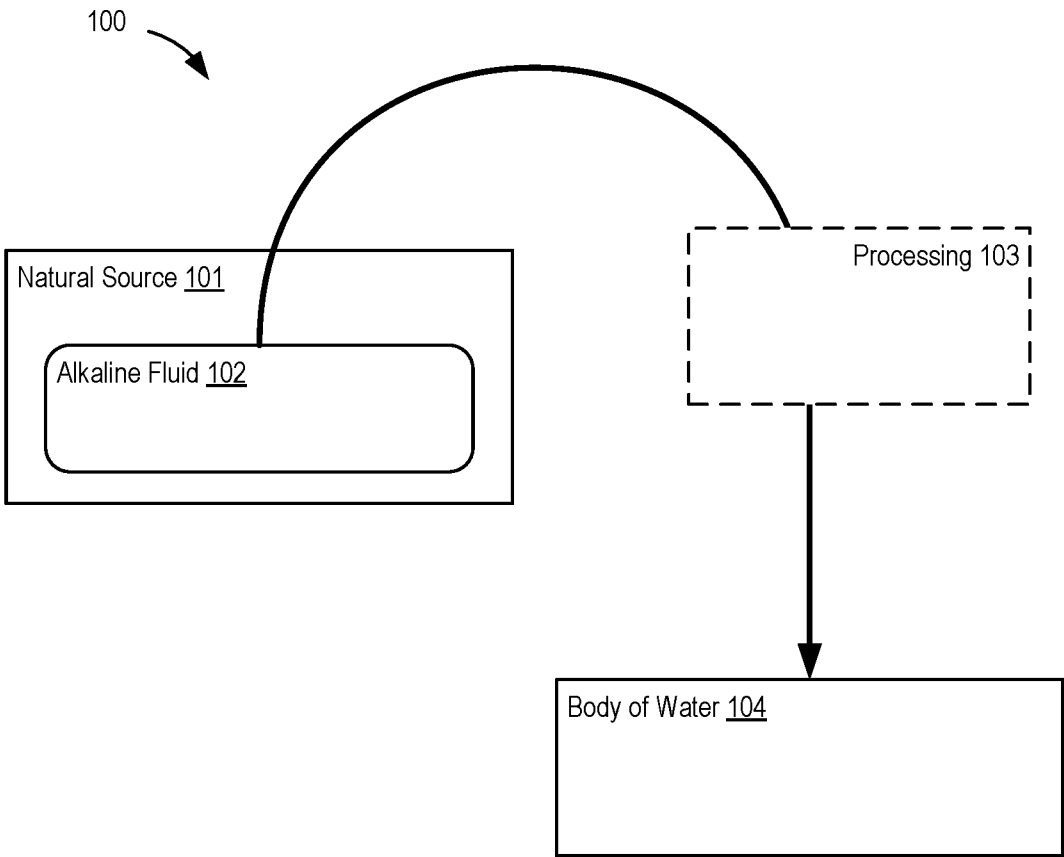 100
Processing 103
Natural Source 101
Alkaline Fluid 102
Body of Water 104